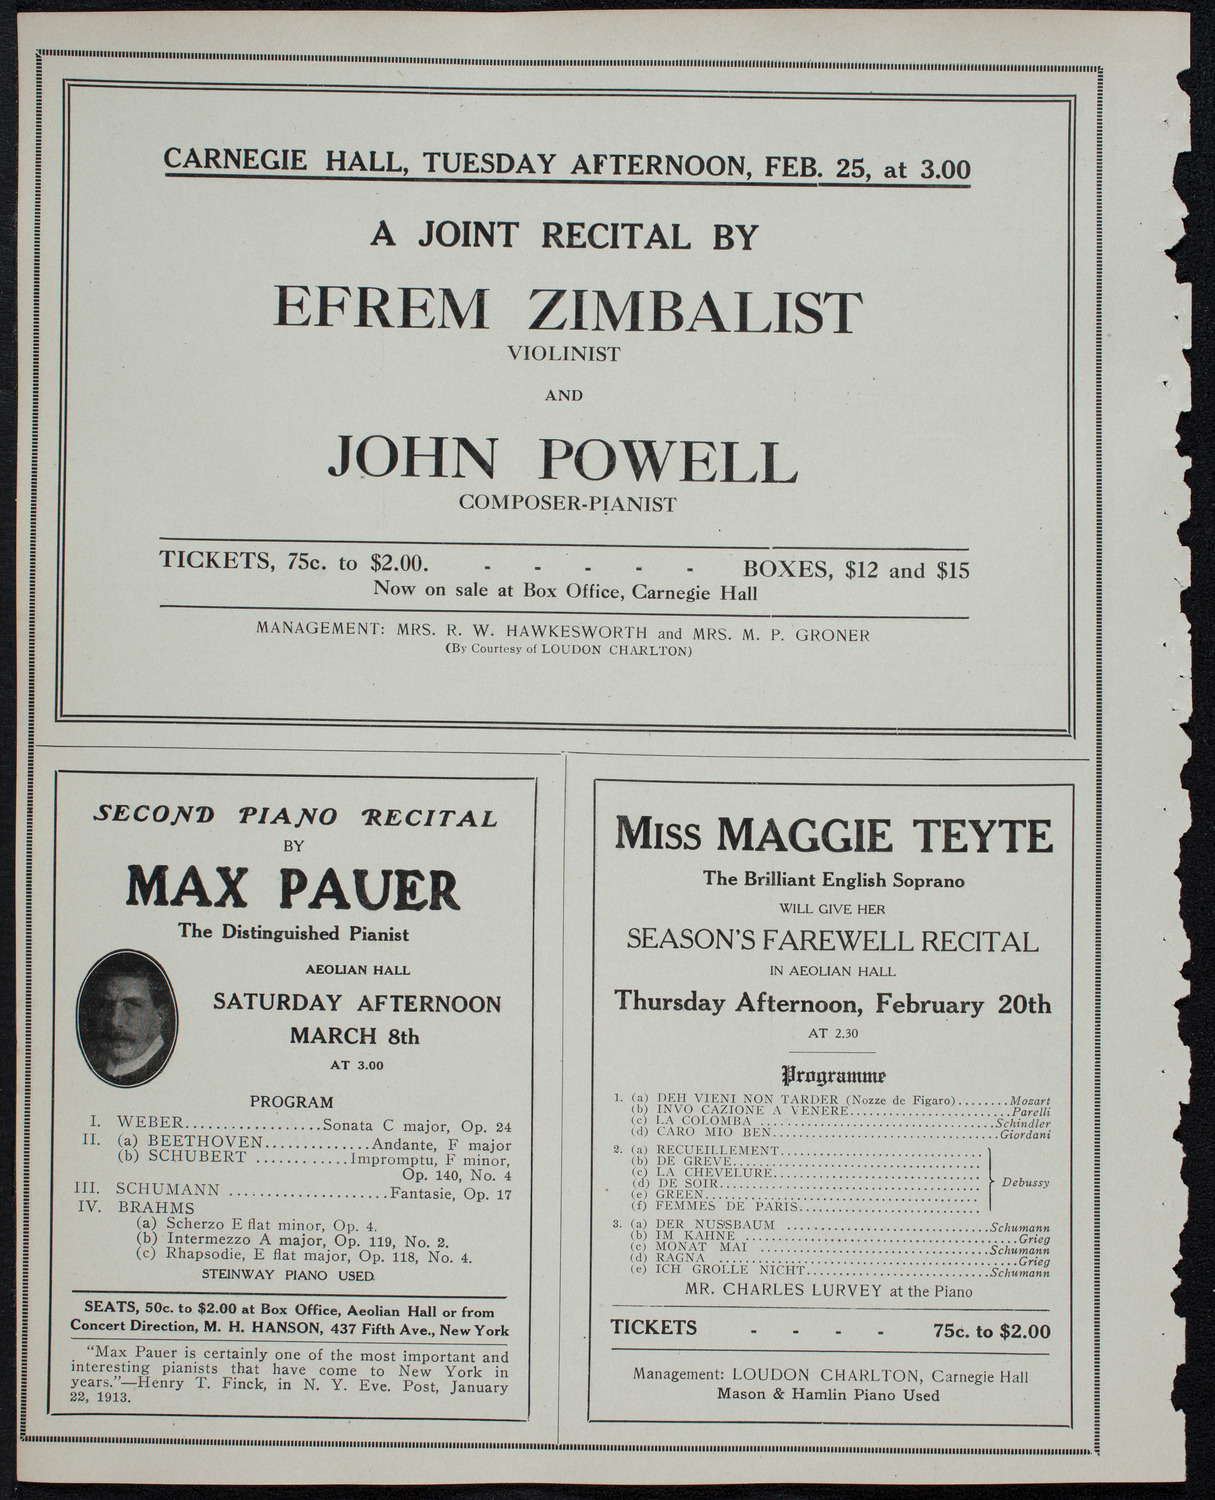 CARNEGIE HALL, TUESDAY AFTERNOON, FEB. 25, at 3.00
A JOINT RECITAL BY
EFREM ZIMBALIST
VIOLINIST
AND
JOHN POWELL
COMPOSER-PIANIST
TICKETS, 75c. to $2.00. - - - - - BOXES, $12 and $15
Now on sale at Box Office, Carnegie Hall
MANAGEMENT: MRS. R. W. HAWKESWORTH and MRS. M. P. GRONER
(By Courtesy of LOUDON CHARLTON)
SECOND PIANO RECITAL
BY
MAX PAUER
The Distinguished Pianist
AEOLIAN HALL
SATURDAY AFTERNOON
MARCH 8th
AT 3.00
PROGRAM
I. WEBER.................Sonata C major, Op. 24
II. (a) BEETHOVEN.............Andante, F major
(b) SCHUBERT ............Impromptu, F minor,
Op. 140, No. 4
III. SCHUMANN ......................Fantasie, Op. 17
IV. BRAHMS
(a) Scherzo E flat minor, Op. 4.
(b) Intermezzo A major, Op. 119, No. 2.
(c) Rhapsodie, E flat major, Op. 118, No. 4.
STEINWAY PIANO USED.
SEATS, 50c. to $2.00 at Box Office, Aeolian Hall or from
Concert Direction, M. H. HANSON, 437 Fifth Ave., New York
"Max Pauer is certainly one of the most important and
interesting pianists that have come to New York in
years."—Henry T. Finck, in N. Y. Eve. Post, January
22, 1913.
MISS MAGGIE TEYTE
The Brilliant English Soprano
WILL GIVE HER
SEASON'S FAREWELL RECITAL
IN AEOLIAN HALL
Thursday Afternoon, February 20th
AT 2.30
Programme
1. (a) DEH VIENI NON TARDER (Nozze de Figaro)........Mozart
(b) INVO CAZIONE A VENERE......................Parelli
(c) LA COLOMBA ....................................Schindler
(d) CARO MIO BEN...................................Giordani
2. (a) RECUEILLEMENT..............................
(b) DE GREVE....................................
(c) LA CHEVELURE...............................
(d) DE SOIR....................................... Debussy
(e) GREEN.........................................
(f) FEMMES DE PARIS...........................
3. (a) DER NUSSBAUM ...............................Schumann
(b) IM KAHNE .........................................Grieg
(c) MONAT MAI ...................................Schumann
(d) RAGNA ............................................Grieg
(e) ICH GROLLE NICHT...........................Schumann
MR. CHARLES LURVEY at the Piano
TICKETS - - - - 75c. to $2.00
Management: LOUDON CHARLTON, Carnegie Hall
Mason & Hamlin Piano Used